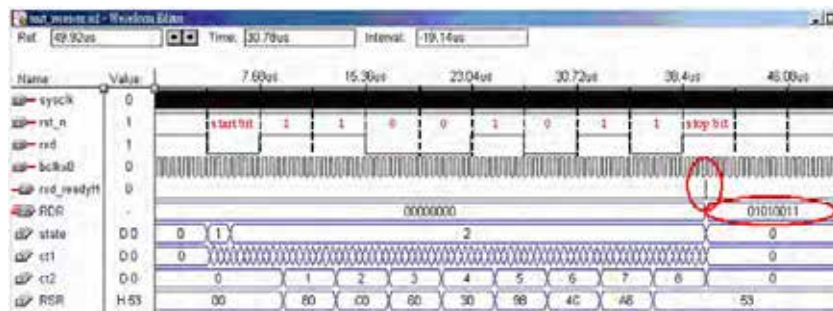 Waveform Editor
Ref: 49.92us Time: 30.78us Interval: -19.14us
Name: Value: 7.68us 15.36us 23.04us 30.72us 38.4us 46.08us
sysclk 0
rst_n 1 start bit 1 1 0 0 1 0 1 1 stop bit
rxd 1
bclkx8 0
rxd_readyH 0
RDR - 00000000 01010011
state D 0 0 1 2 0
ct1 D 0 0
ct2 D 0 0 1 2 3 4 5 6 7 8 0
RSR H 53 00 80 C0 60 30 98 4C A6 53